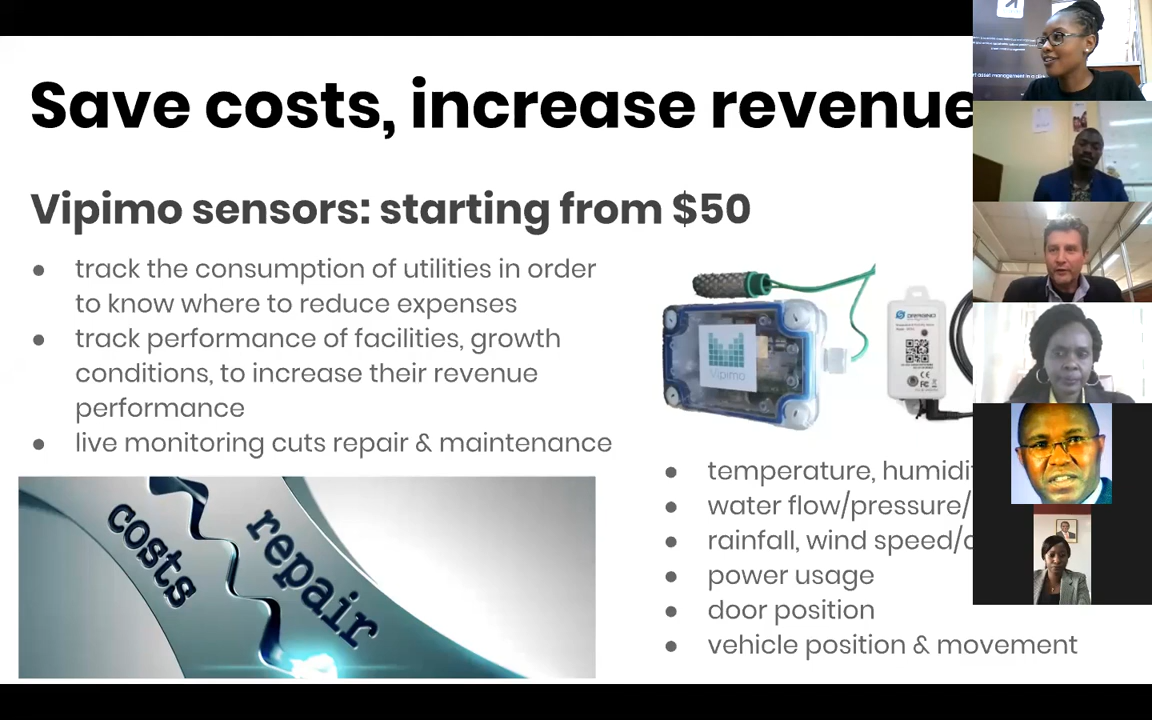 Save costs, increase revenue
Vipimo sensors: starting from $50
● track the consumption of utilities in order
to know where to reduce expenses
● track performance of facilities, growth
conditions, to increase their revenue
performance
● live monitoring cuts repair & maintenance
Vipimo
DRAGINO
costs
repair
● temperature, humidit
● water flow/pressure/
● rainfall, wind speed/
● power usage
● door position
● vehicle position & movement